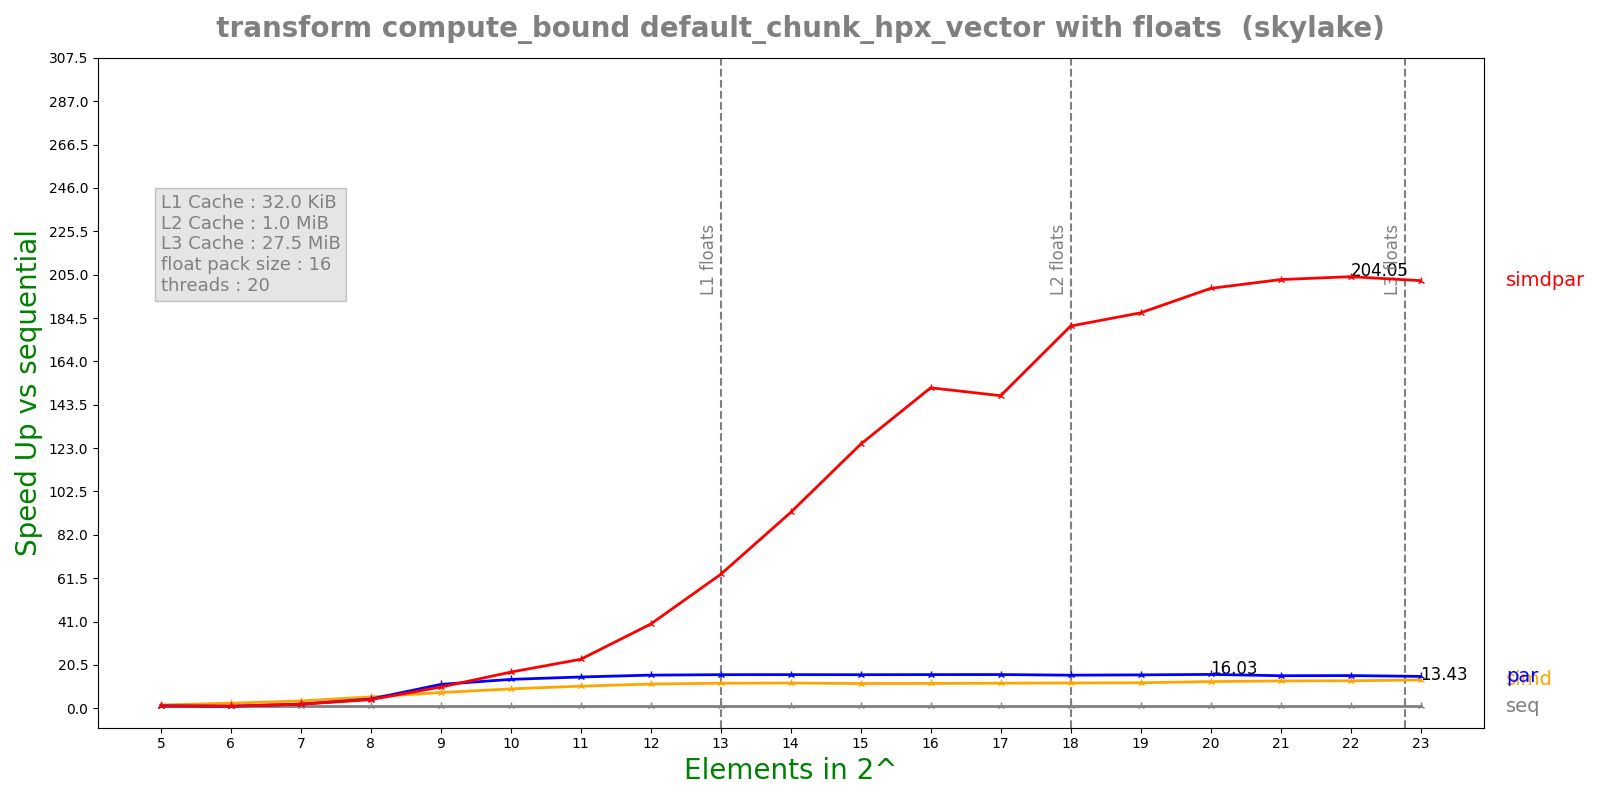 transform compute_bound default_chunk_hpx_vector with floats  (skylake)
Speed Up vs sequential
307.5
287.0
266.5
246.0
225.5
205.0
184.5
164.0
143.5
123.0
102.5
82.0
61.5
41.0
20.5
0.0
L1 Cache : 32.0 KiB
L2 Cache : 1.0 MiB
L3 Cache : 27.5 MiB
float pack size : 16
threads : 20
L1 floats
L2 floats
L3 floats
204.05
16.03
13.43
simdpar
par
simd
seq
5 6 7 8 9 10 11 12 13 14 15 16 17 18 19 20 21 22 23
Elements in 2^